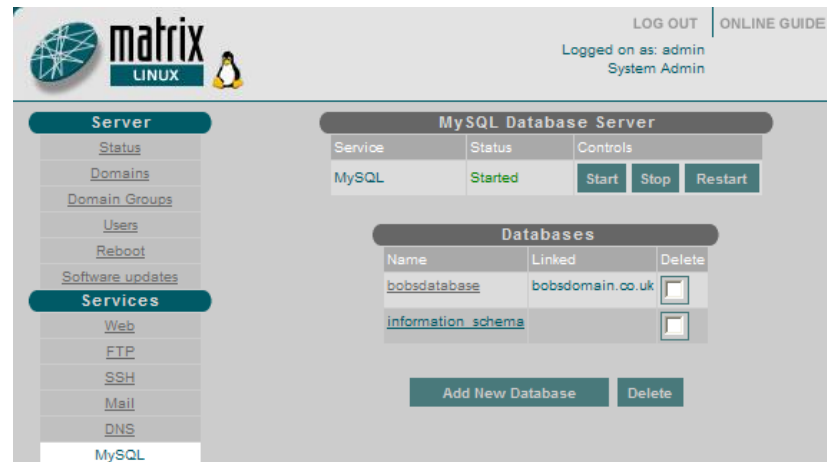 matrix
LINUX
LOG OUT
ONLINE GUIDE
Logged on as: admin
System Admin
Server
Status
Domains
Domain Groups
Users
Reboot
Software updates
Services
Web
FTP
SSH
Mail
DNS
MySQL
MySQL Database Server
Service Status Controls
MySQL Started Start Stop Restart
Databases
Name Linked Delete
bobsdatabase bobsdomain.co.uk
information_schema
Add New Database Delete